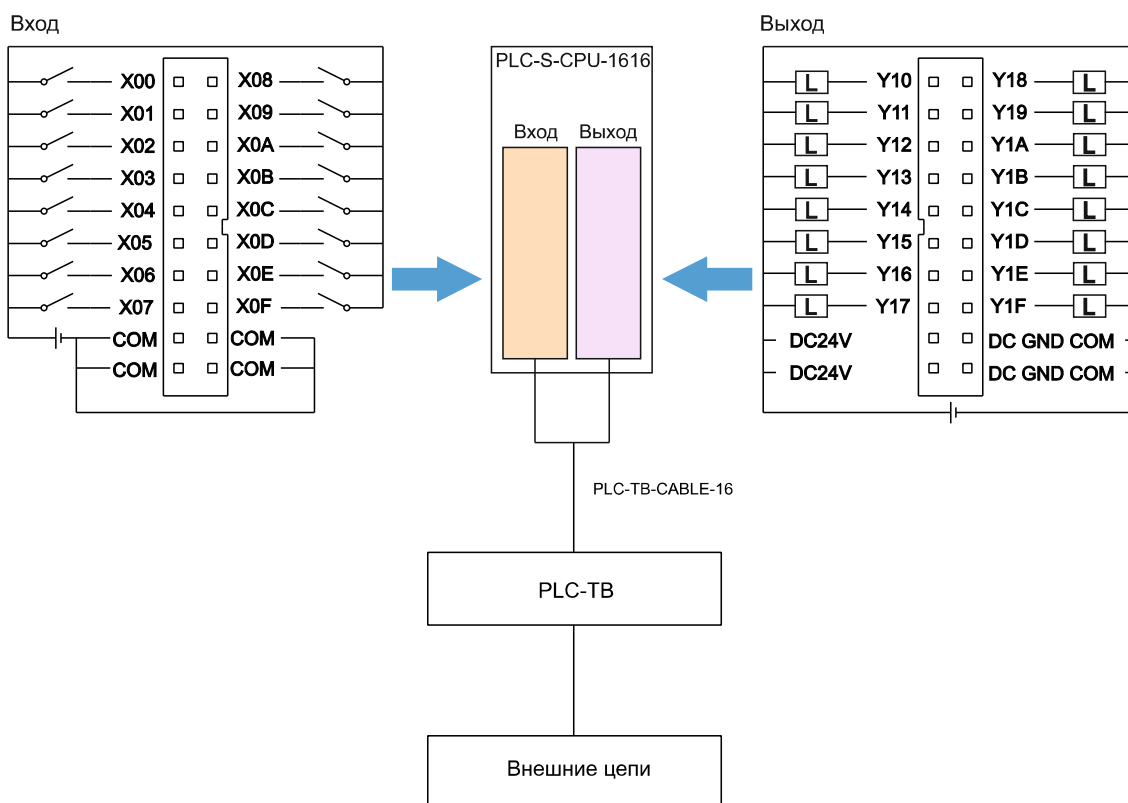 Вход
X00 X08
X01 X09
X02 X0A
X03 X0B
X04 X0C
X05 X0D
X06 X0E
X07 X0F
COM COM
COM COM
PLC-S-CPU-1616
Вход Выход
Выход
L Y10 Y18 L
L Y11 Y19 L
L Y12 Y1A L
L Y13 Y1B L
L Y14 Y1C L
L Y15 Y1D L
L Y16 Y1E L
L Y17 Y1F L
DC24V DC GND COM
DC24V DC GND COM
PLC-TB-CABLE-16
PLC-TB
Внешние цепи